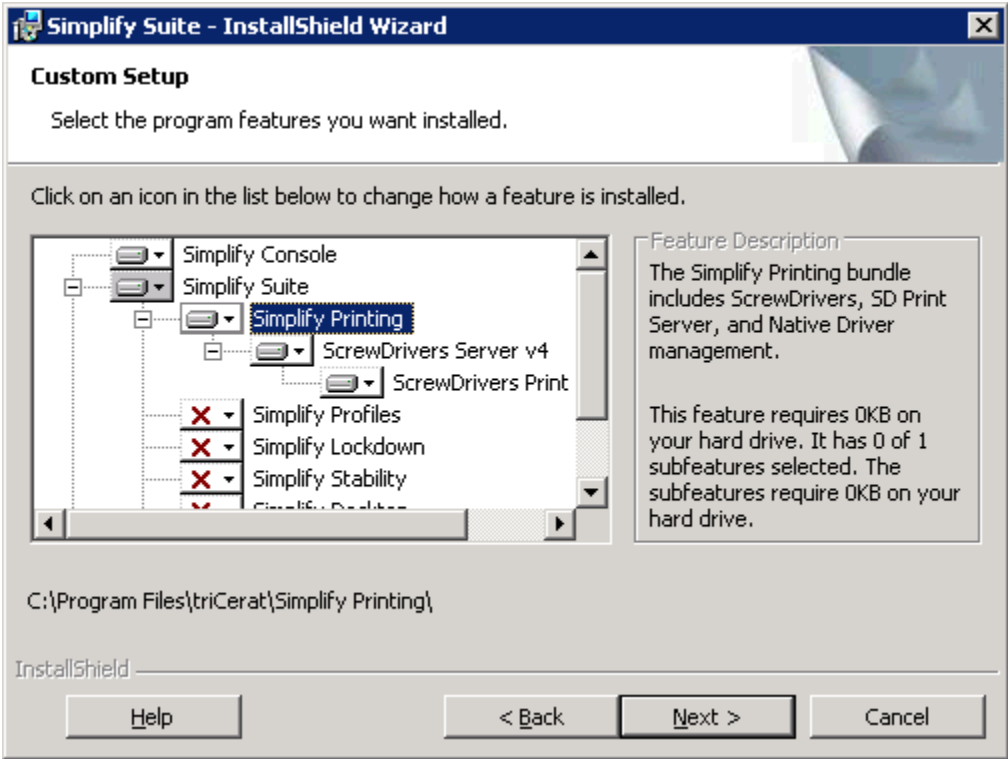 Simplify Suite - InstallShield Wizard
Custom Setup
Select the program features you want installed.
Click on an icon in the list below to change how a feature is installed.
Simplify Console
Simplify Suite
Simplify Printing
ScrewDrivers Server v4
ScrewDrivers Print
Simplify Profiles
Simplify Lockdown
Simplify Stability
Simplify Desktop
Feature Description
The Simplify Printing bundle
includes ScrewDrivers, SD Print
Server, and Native Driver
management.
This feature requires 0KB on
your hard drive. It has 0 of 1
subfeatures selected. The
subfeatures require 0KB on your
hard drive.
C:\Program Files\triCerat\Simplify Printing\
InstallShield
Help
< Back
Next >
Cancel